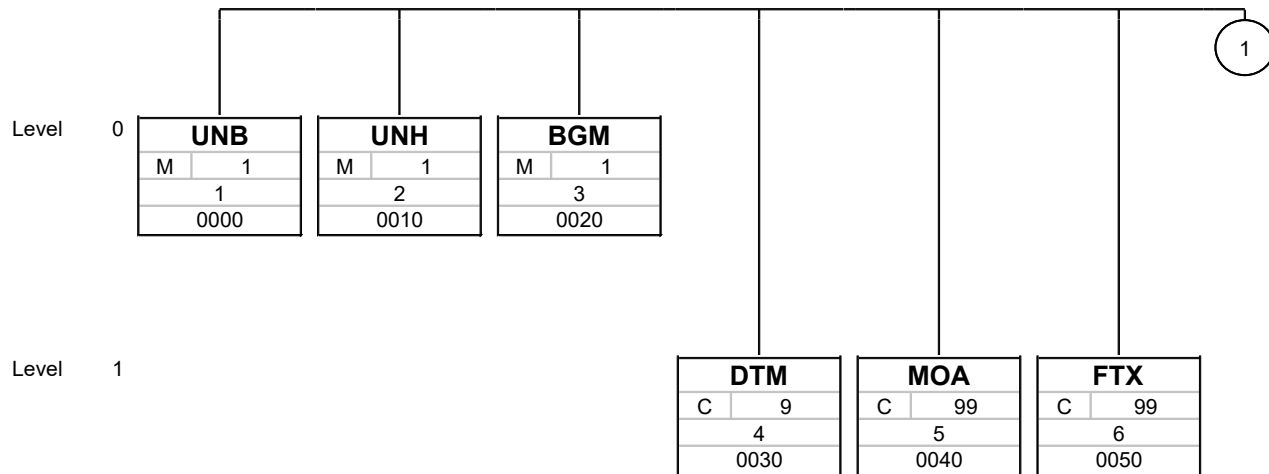 1
Level 0 UNB UNH BGM
M 1 M 1 M 1
1 2 3
0000 0010 0020
Level 1 DTM MOA FTX
C 9 C 99 C 99
4 5 6
0030 0040 0050